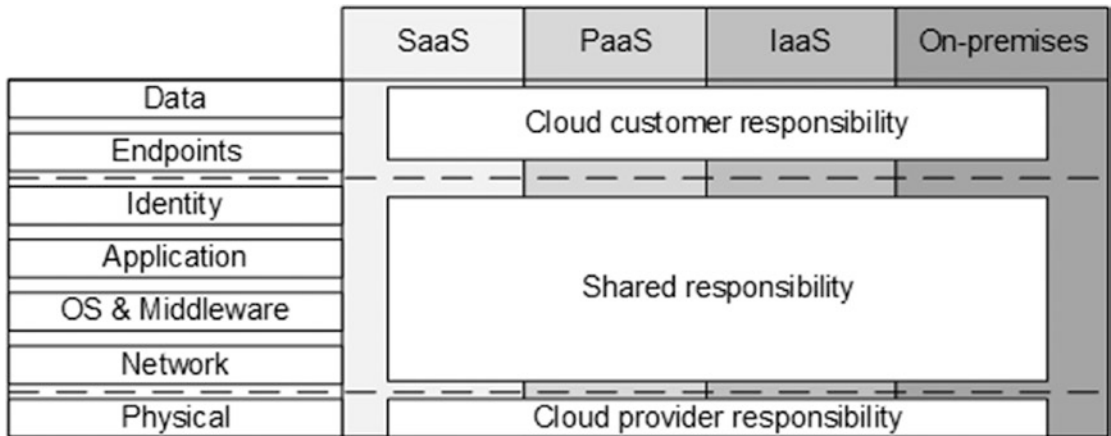 SaaS PaaS IaaS On-premises
Data
Cloud customer responsibility
Endpoints
Identity
Application
Shared responsibility
OS & Middleware
Network
Physical Cloud provider responsibility